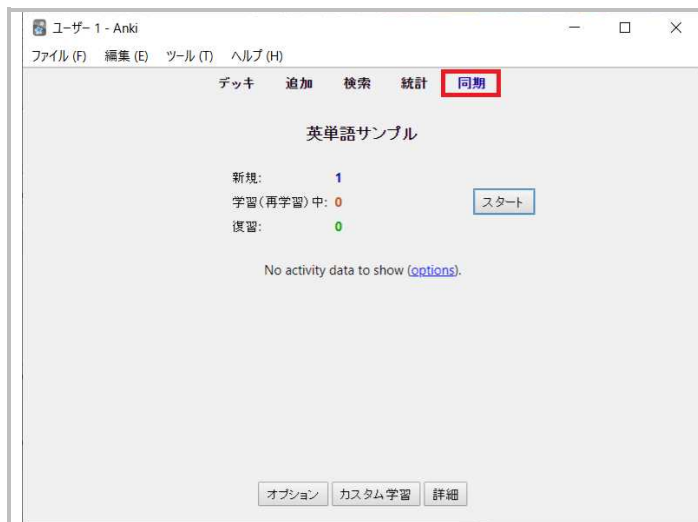 ユーザー 1 - Anki
ファイル (F) 編集 (E) ツール (T) ヘルプ (H)
デッキ 追加 検索 統計 同期
英単語サンプル
新規: 1
学習(再学習)中: 0
スタート
復習: 0
No activity data to show (options).
オプション カスタム学習 詳細